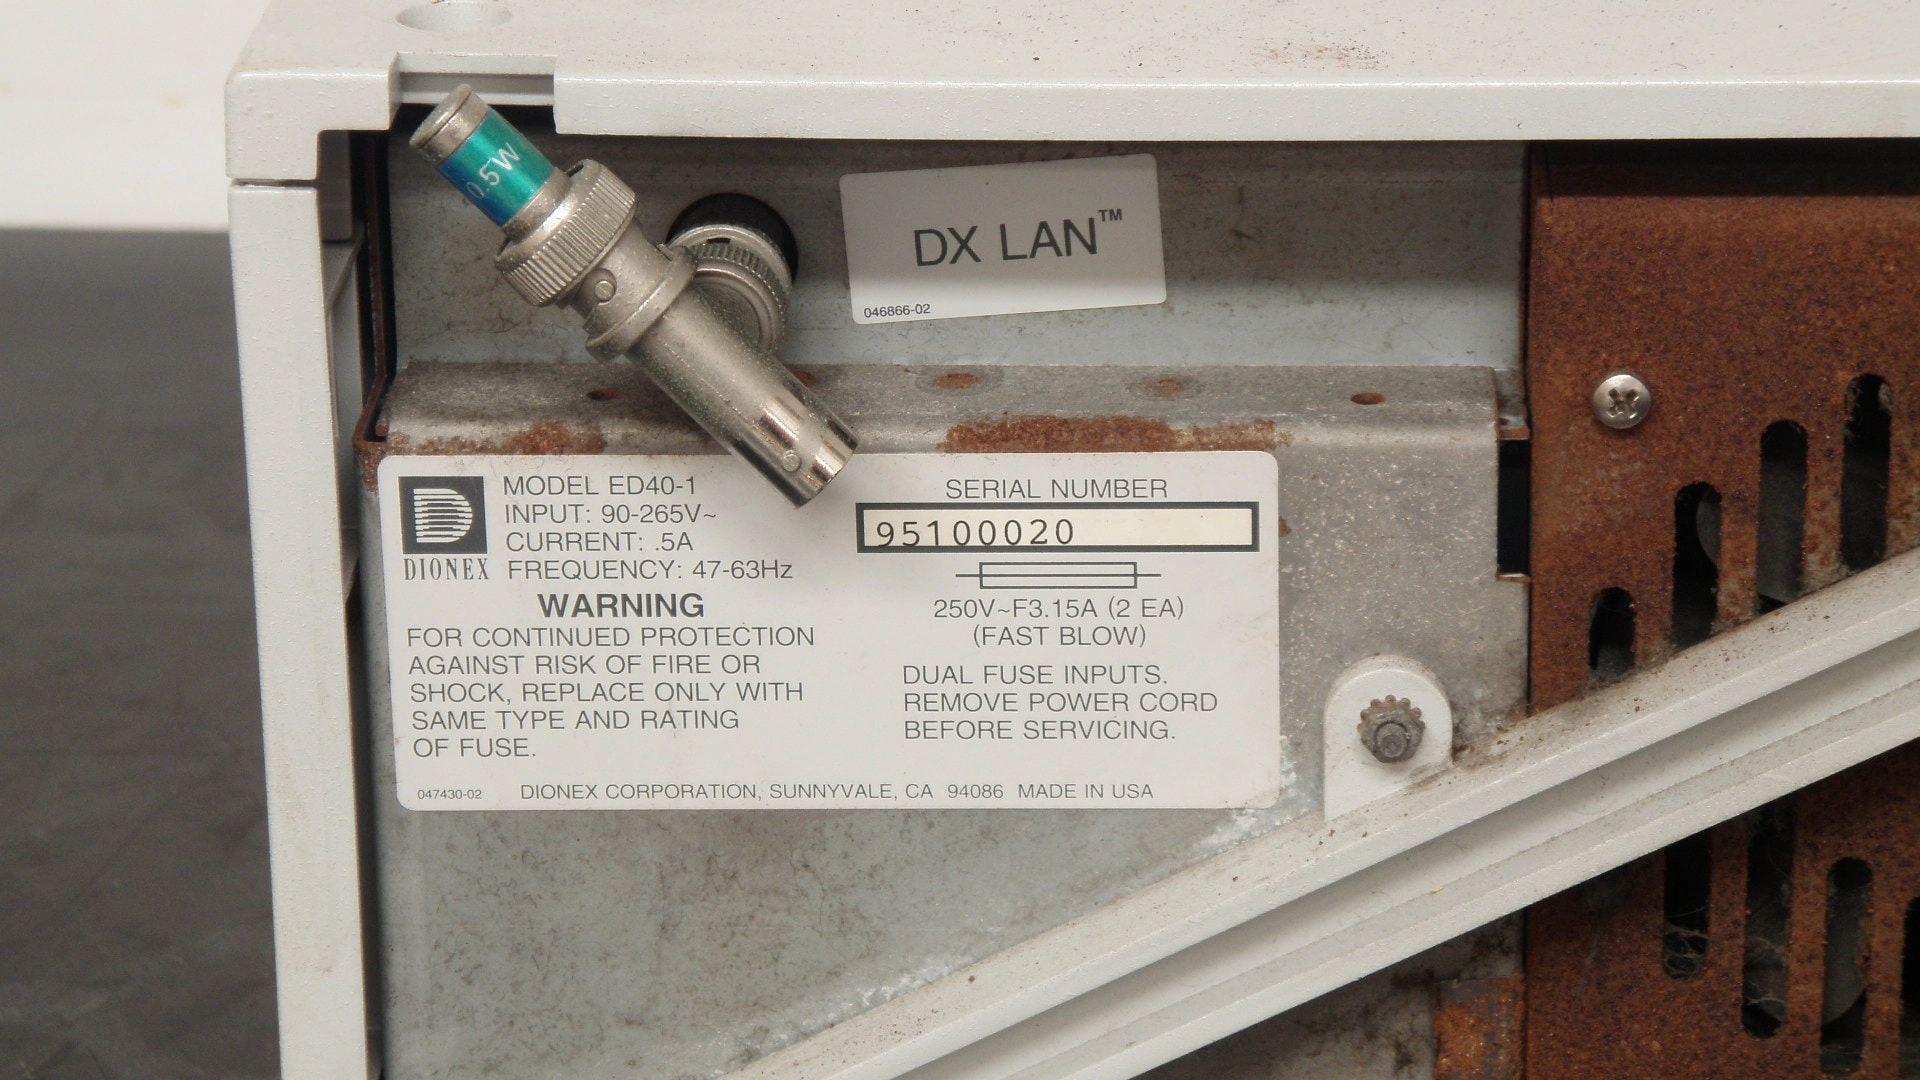 0.5W
DX LAN™
046866-02
DIONEX
MODEL ED40-1
INPUT: 90-265V~
CURRENT: .5A
FREQUENCY: 47-63Hz
WARNING
FOR CONTINUED PROTECTION
AGAINST RISK OF FIRE OR
SHOCK, REPLACE ONLY WITH
SAME TYPE AND RATING
OF FUSE.
SERIAL NUMBER
95100020
250V~F3.15A (2 EA)
(FAST BLOW)
DUAL FUSE INPUTS.
REMOVE POWER CORD
BEFORE SERVICING.
047430-02
DIONEX CORPORATION, SUNNYVALE, CA 94086 MADE IN USA